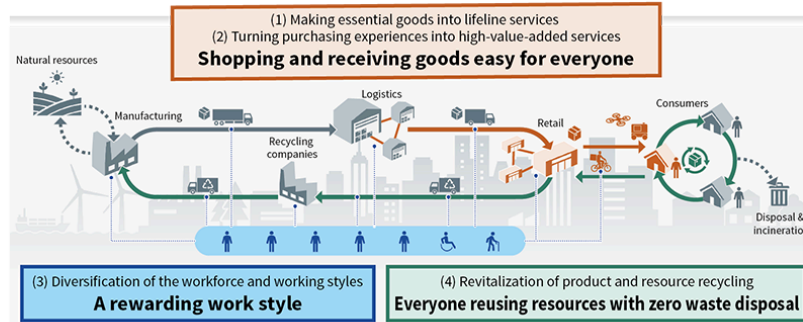 (1) Making essential goods into lifeline services
(2) Turning purchasing experiences into high-value-added services
Shopping and receiving goods easy for everyone
Natural resources
Manufacturing
Logistics
Retail
Consumers
Recycling
companies
Disposal &
incineration
(3) Diversification of the workforce and working styles
A rewarding work style
(4) Revitalization of product and resource recycling
Everyone reusing resources with zero waste disposal